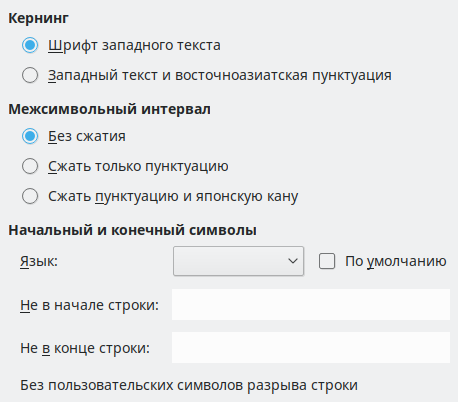 Кернинг
Шрифт западного текста
Западный текст и восточноазиатская пунктуация
Межсимвольный интервал
Без сжатия
Сжать только пунктуацию
Сжать пунктуацию и японскую кану
Начальный и конечный символы
Язык: По умолчанию
Не в начале строки:
Не в конце строки:
Без пользовательских символов разрыва строки